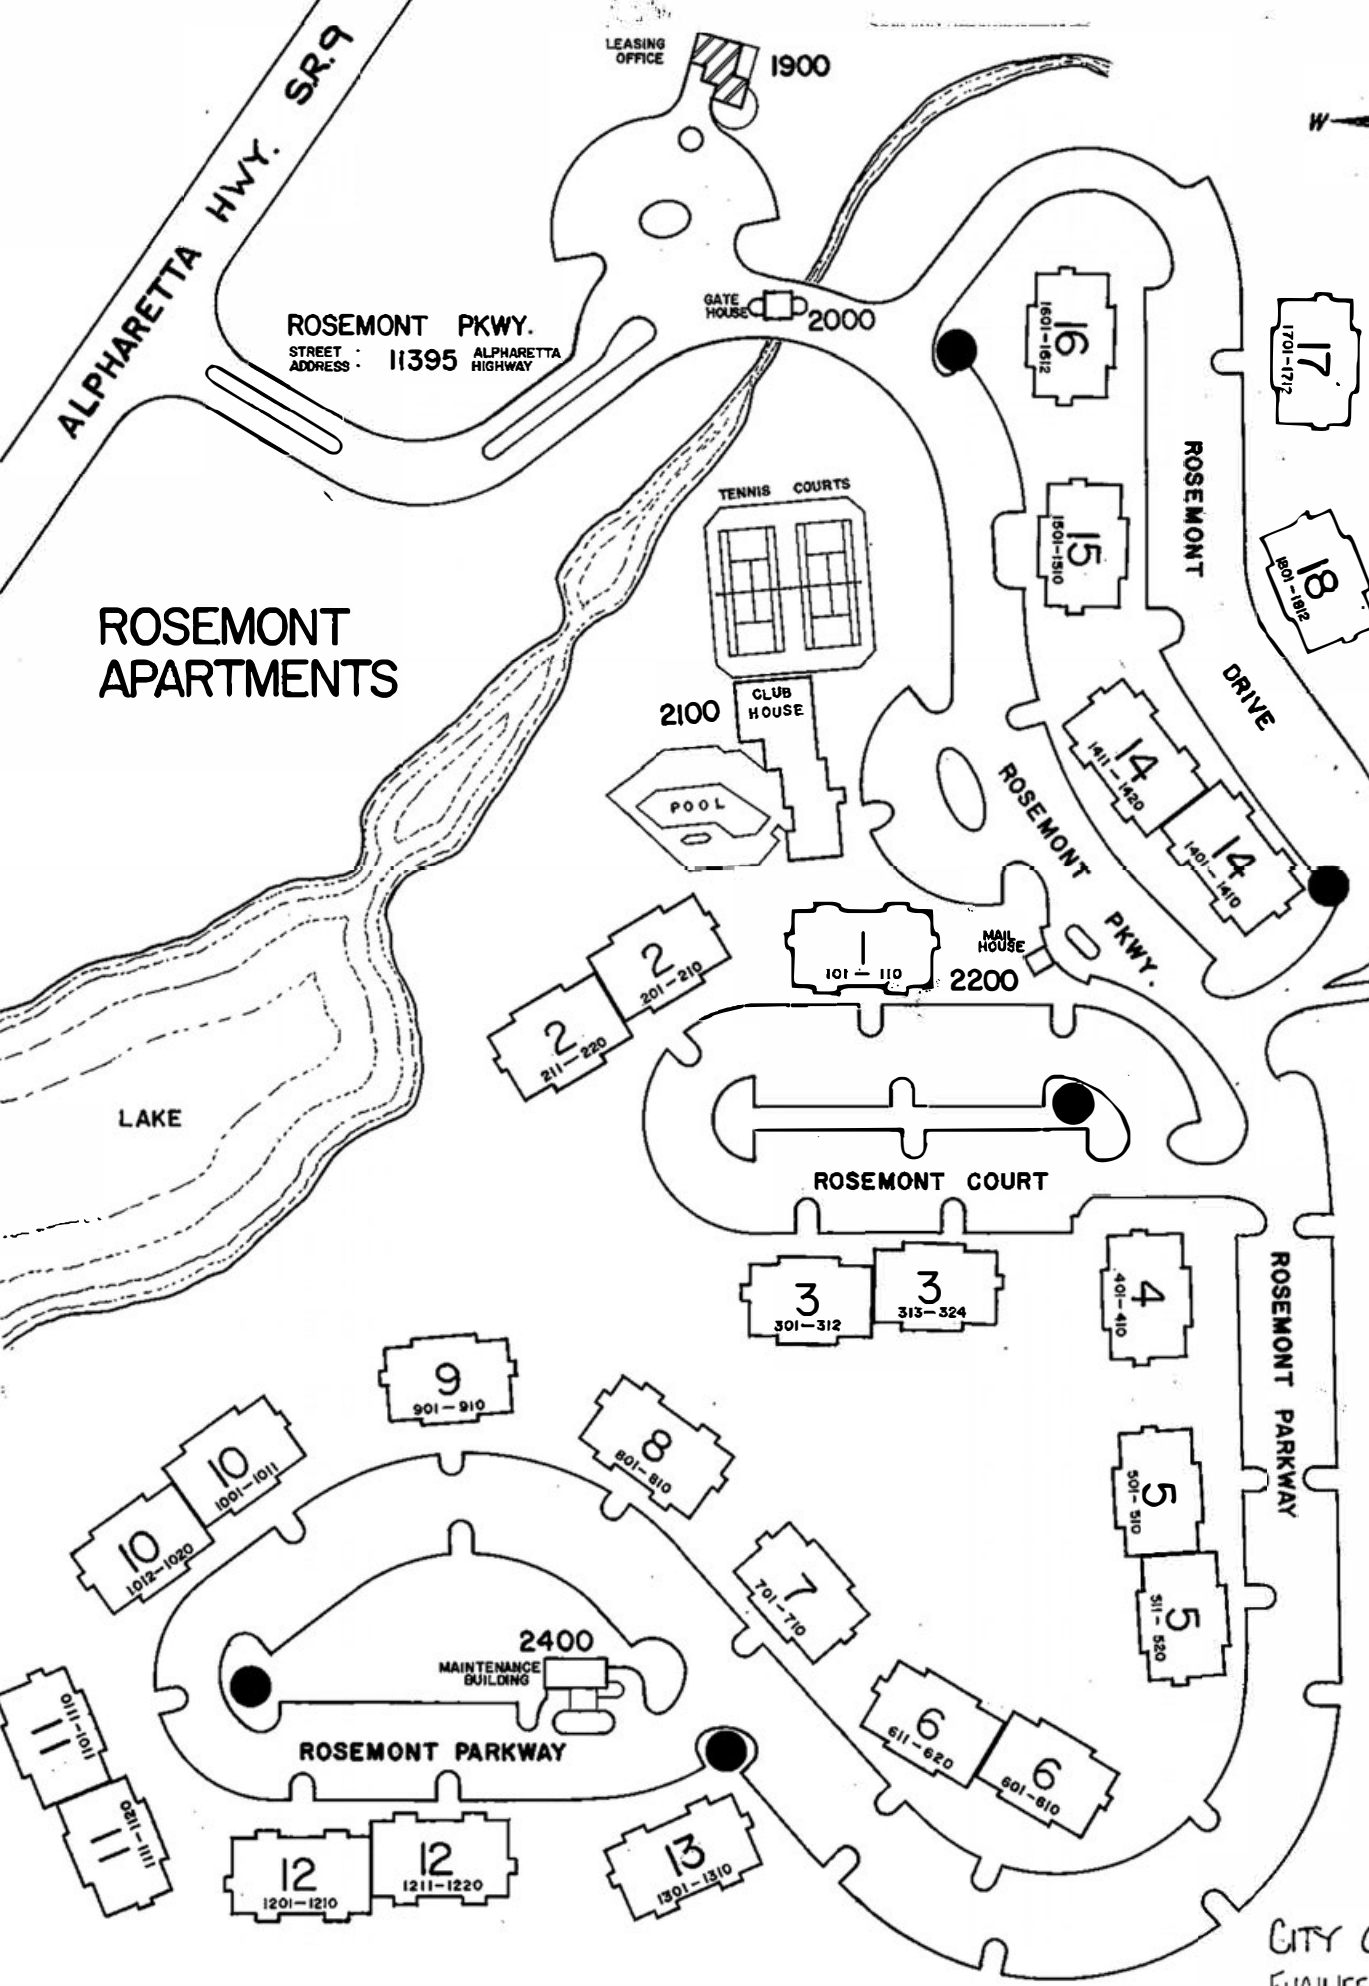 ALPHARETTA HWY. S.R.9
LEASING
OFFICE
1900
W
GATE
HOUSE
2000
ROSEMONT PKWY.
STREET
ADDRESS :
11395
ALPHARETTA
HIGHWAY
16
1601-1612
17
1701-1712
TENNIS COURTS
15
1501-1510
18
1801-1812
ROSEMONT
DRIVE
ROSEMONT
APARTMENTS
2100
CLUB
HOUSE
POOL
14
1411-1420
14
1401-1410
ROSEMONT
PKWY.
1
101-110
MAIL
HOUSE
2200
2
201-210
2
211-220
LAKE
ROSEMONT COURT
3
301-312
3
313-324
4
401-410
ROSEMONT PARKWAY
9
901-910
8
801-810
10
1001-1011
10
1012-1020
5
501-510
5
511-520
7
701-710
2400
MAINTENANCE
BUILDING
6
611-620
6
601-610
11
1101-1110
11
1111-1120
ROSEMONT PARKWAY
12
1201-1210
12
1211-1220
13
1301-1310
CITY